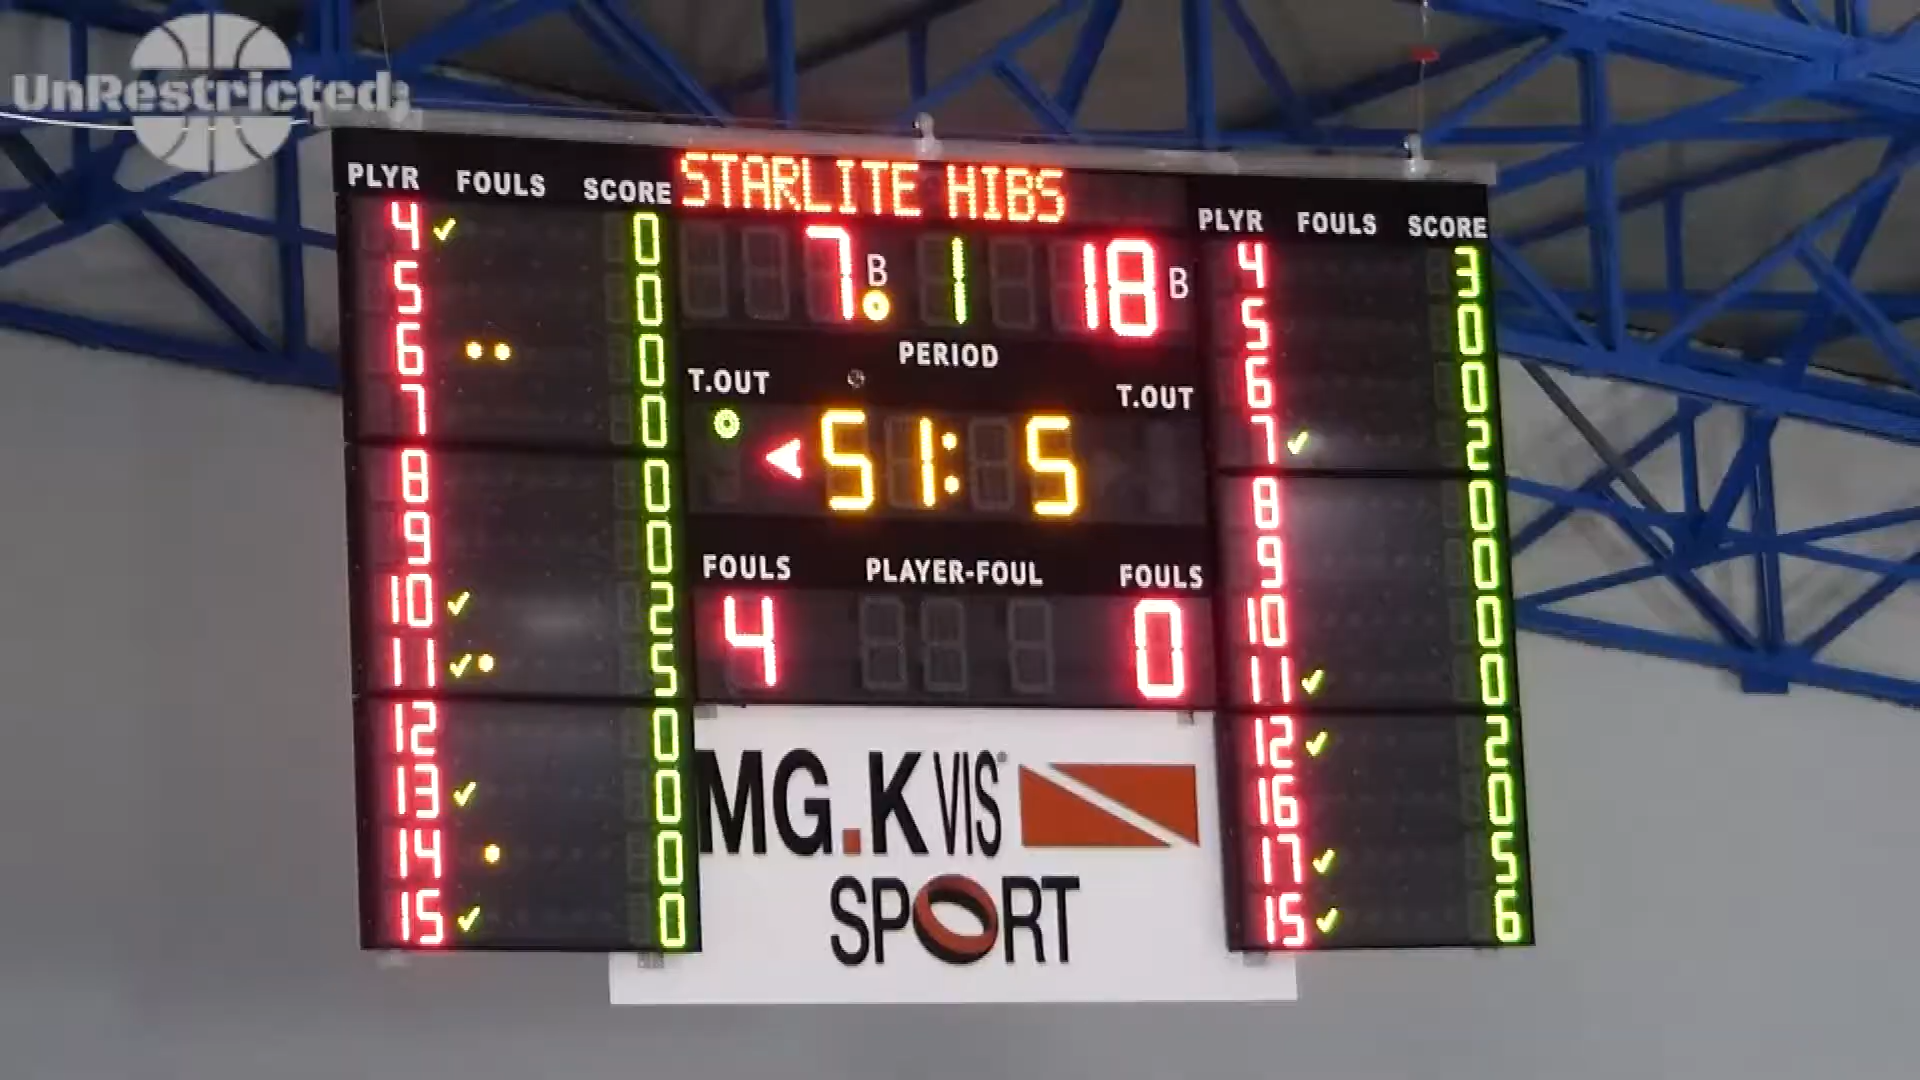 UnRestricted;
STARLITE HIBS
PLYR FOULS SCORE
7 B 1 18 B
PERIOD
T.OUT T.OUT
51: 5
FOULS PLAYER-FOUL FOULS
4 0
4 ✓ 0
5 0
6 0
7 0
8 0
9 0
10 ✓ 2
11 ✓ 5
12 0
13 ✓ 0
14 0
15 ✓ 0
PLYR FOULS SCORE
4 3
5 0
6 0
7 ✓ 2
8 0
9 0
10 0
11 ✓ 0
12 ✓ 2
16 0
17 ✓ 5
15 ✓ 6
MG.KVIS®
SPORT